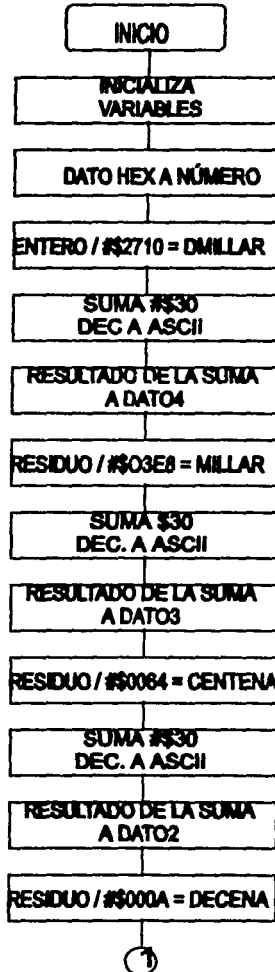 INICIO
INICIALIZA
VARIABLES
DATO HEX A NÚMERO
ENTERO / #$2710 = DMILLAR
SUMA #$30
DEC A ASCII
RESULTADO DE LA SUMA
A DATO4
RESIDUO / #$O3E8 = MILLAR
SUMA $30
DEC. A ASCII
RESULTADO DE LA SUMA
A DATO3
RESIDUO / #$0064 = CENTENA
SUMA #$30
DEC. A ASCII
RESULTADO DE LA SUMA
A DATO2
RESIDUO / #$000A = DECENA
1